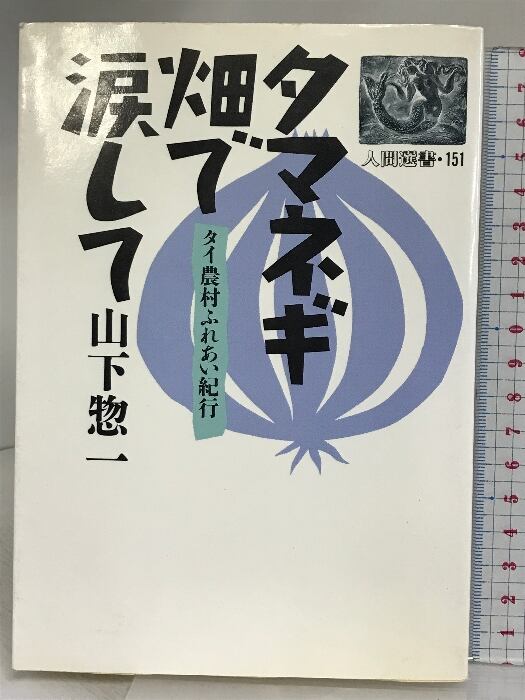 タマネギ
畑で
涙して
タイ農村ふれあい紀行
山下惣一
人間選書・151